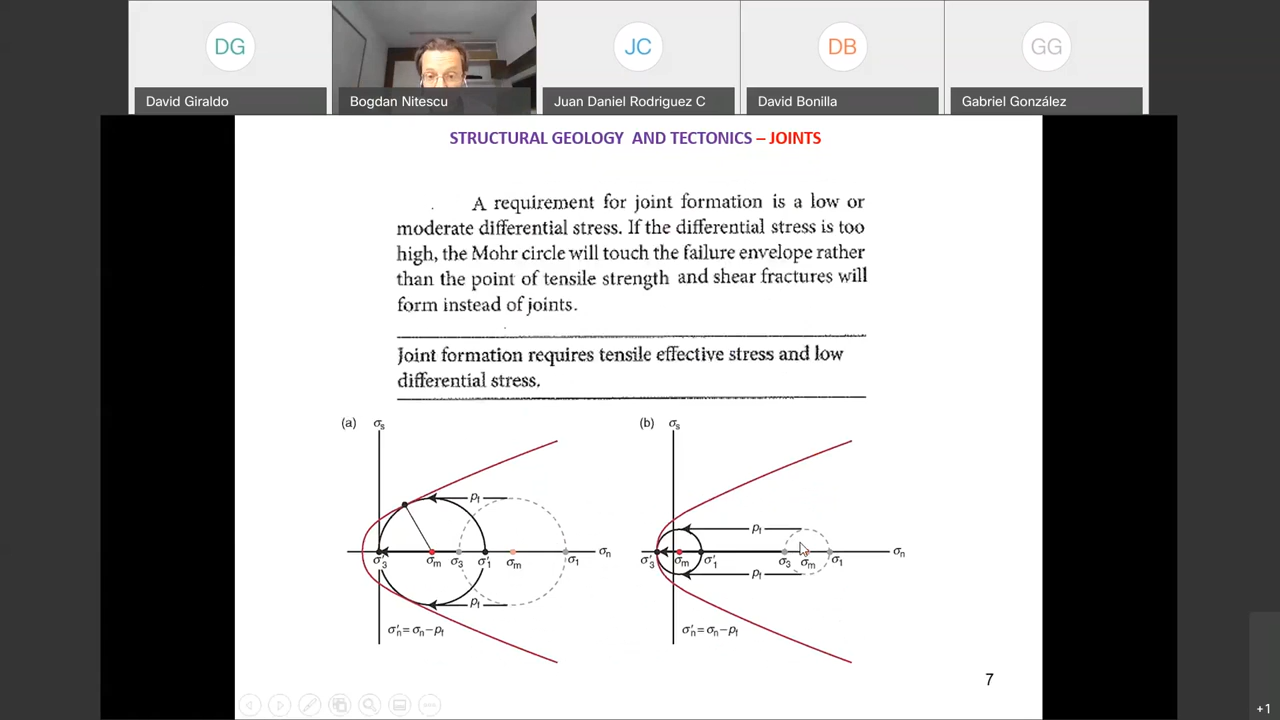 DG
JC
DB
GG
David Giraldo
Bogdan Nitescu
Juan Daniel Rodriguez C
David Bonilla
Gabriel González
STRUCTURAL GEOLOGY AND TECTONICS – JOINTS
A requirement for joint formation is a low or
moderate differential stress. If the differential stress is too
high, the Mohr circle will touch the failure envelope rather
than the point of tensile strength and shear fractures will
form instead of joints.
Joint formation requires tensile effective stress and low
differential stress.
(a) σs
pf
σ'3 σm σ3 σ'1 σm σ1 σn
pf
σ'n = σn – pf
(b) σs
pf
σ'3 σm σ'1 σ3 σm σ1 σn
pf
σ'n = σn – pf
7
+1